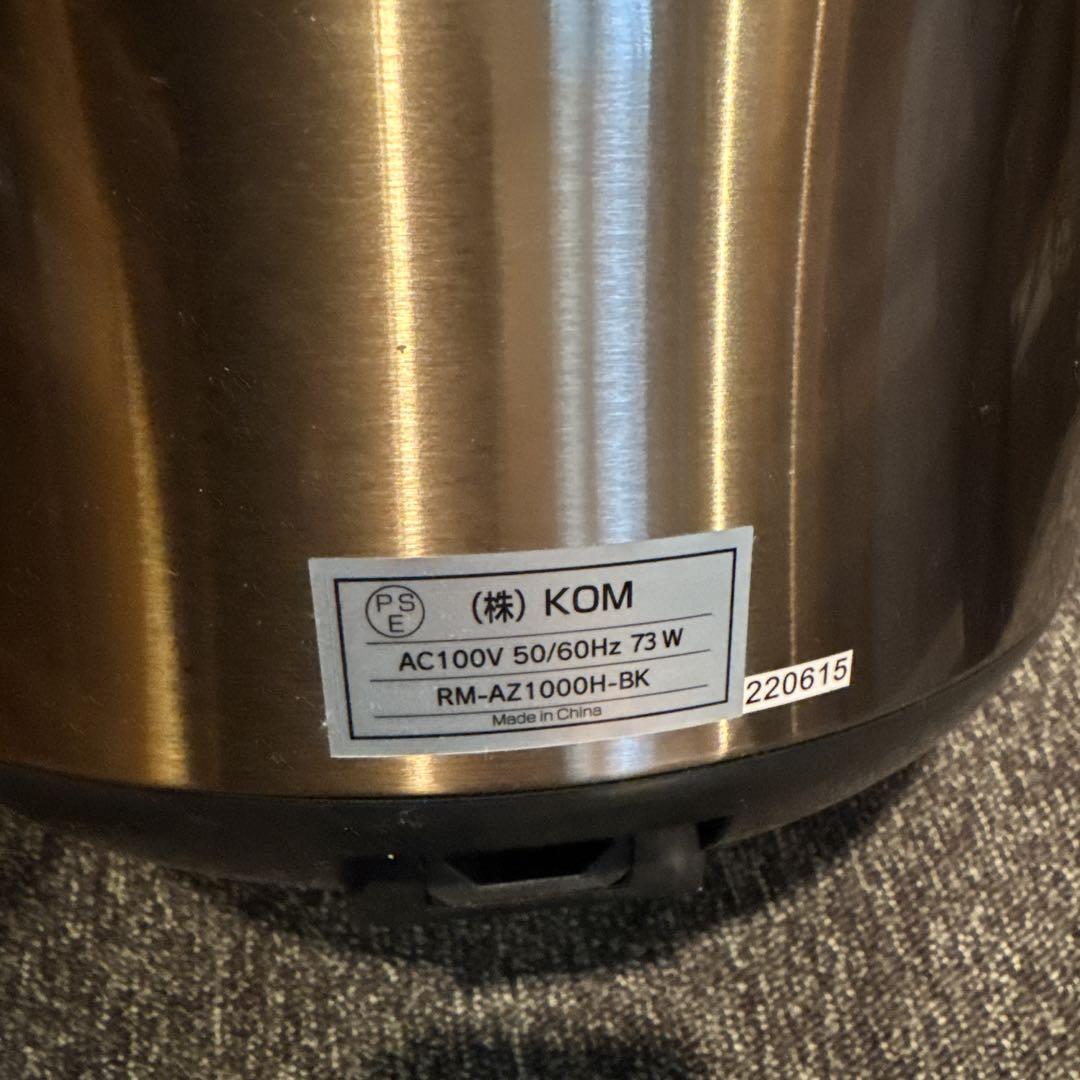 PSE
(株) KOM
AC100V 50/60Hz 73W
RM-AZ1000H-BK
Made in China
220615